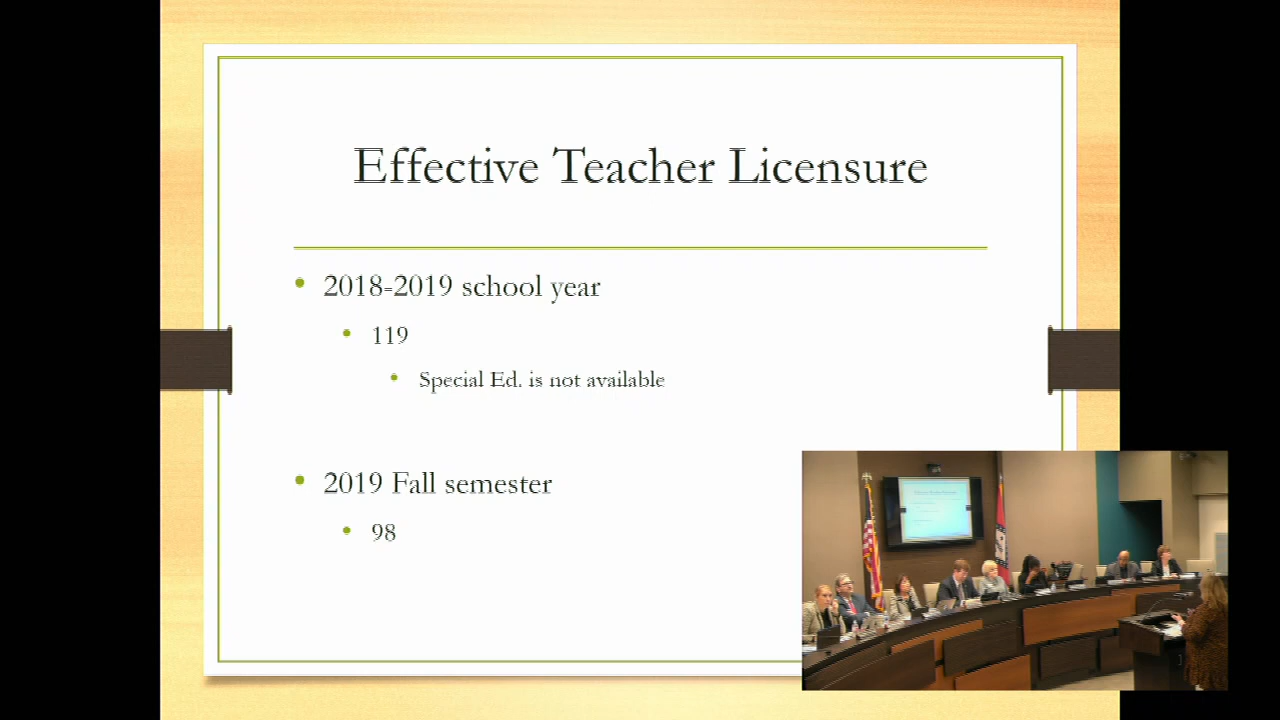 Effective Teacher Licensure
2018-2019 school year
119
Special Ed. is not available
2019 Fall semester
98